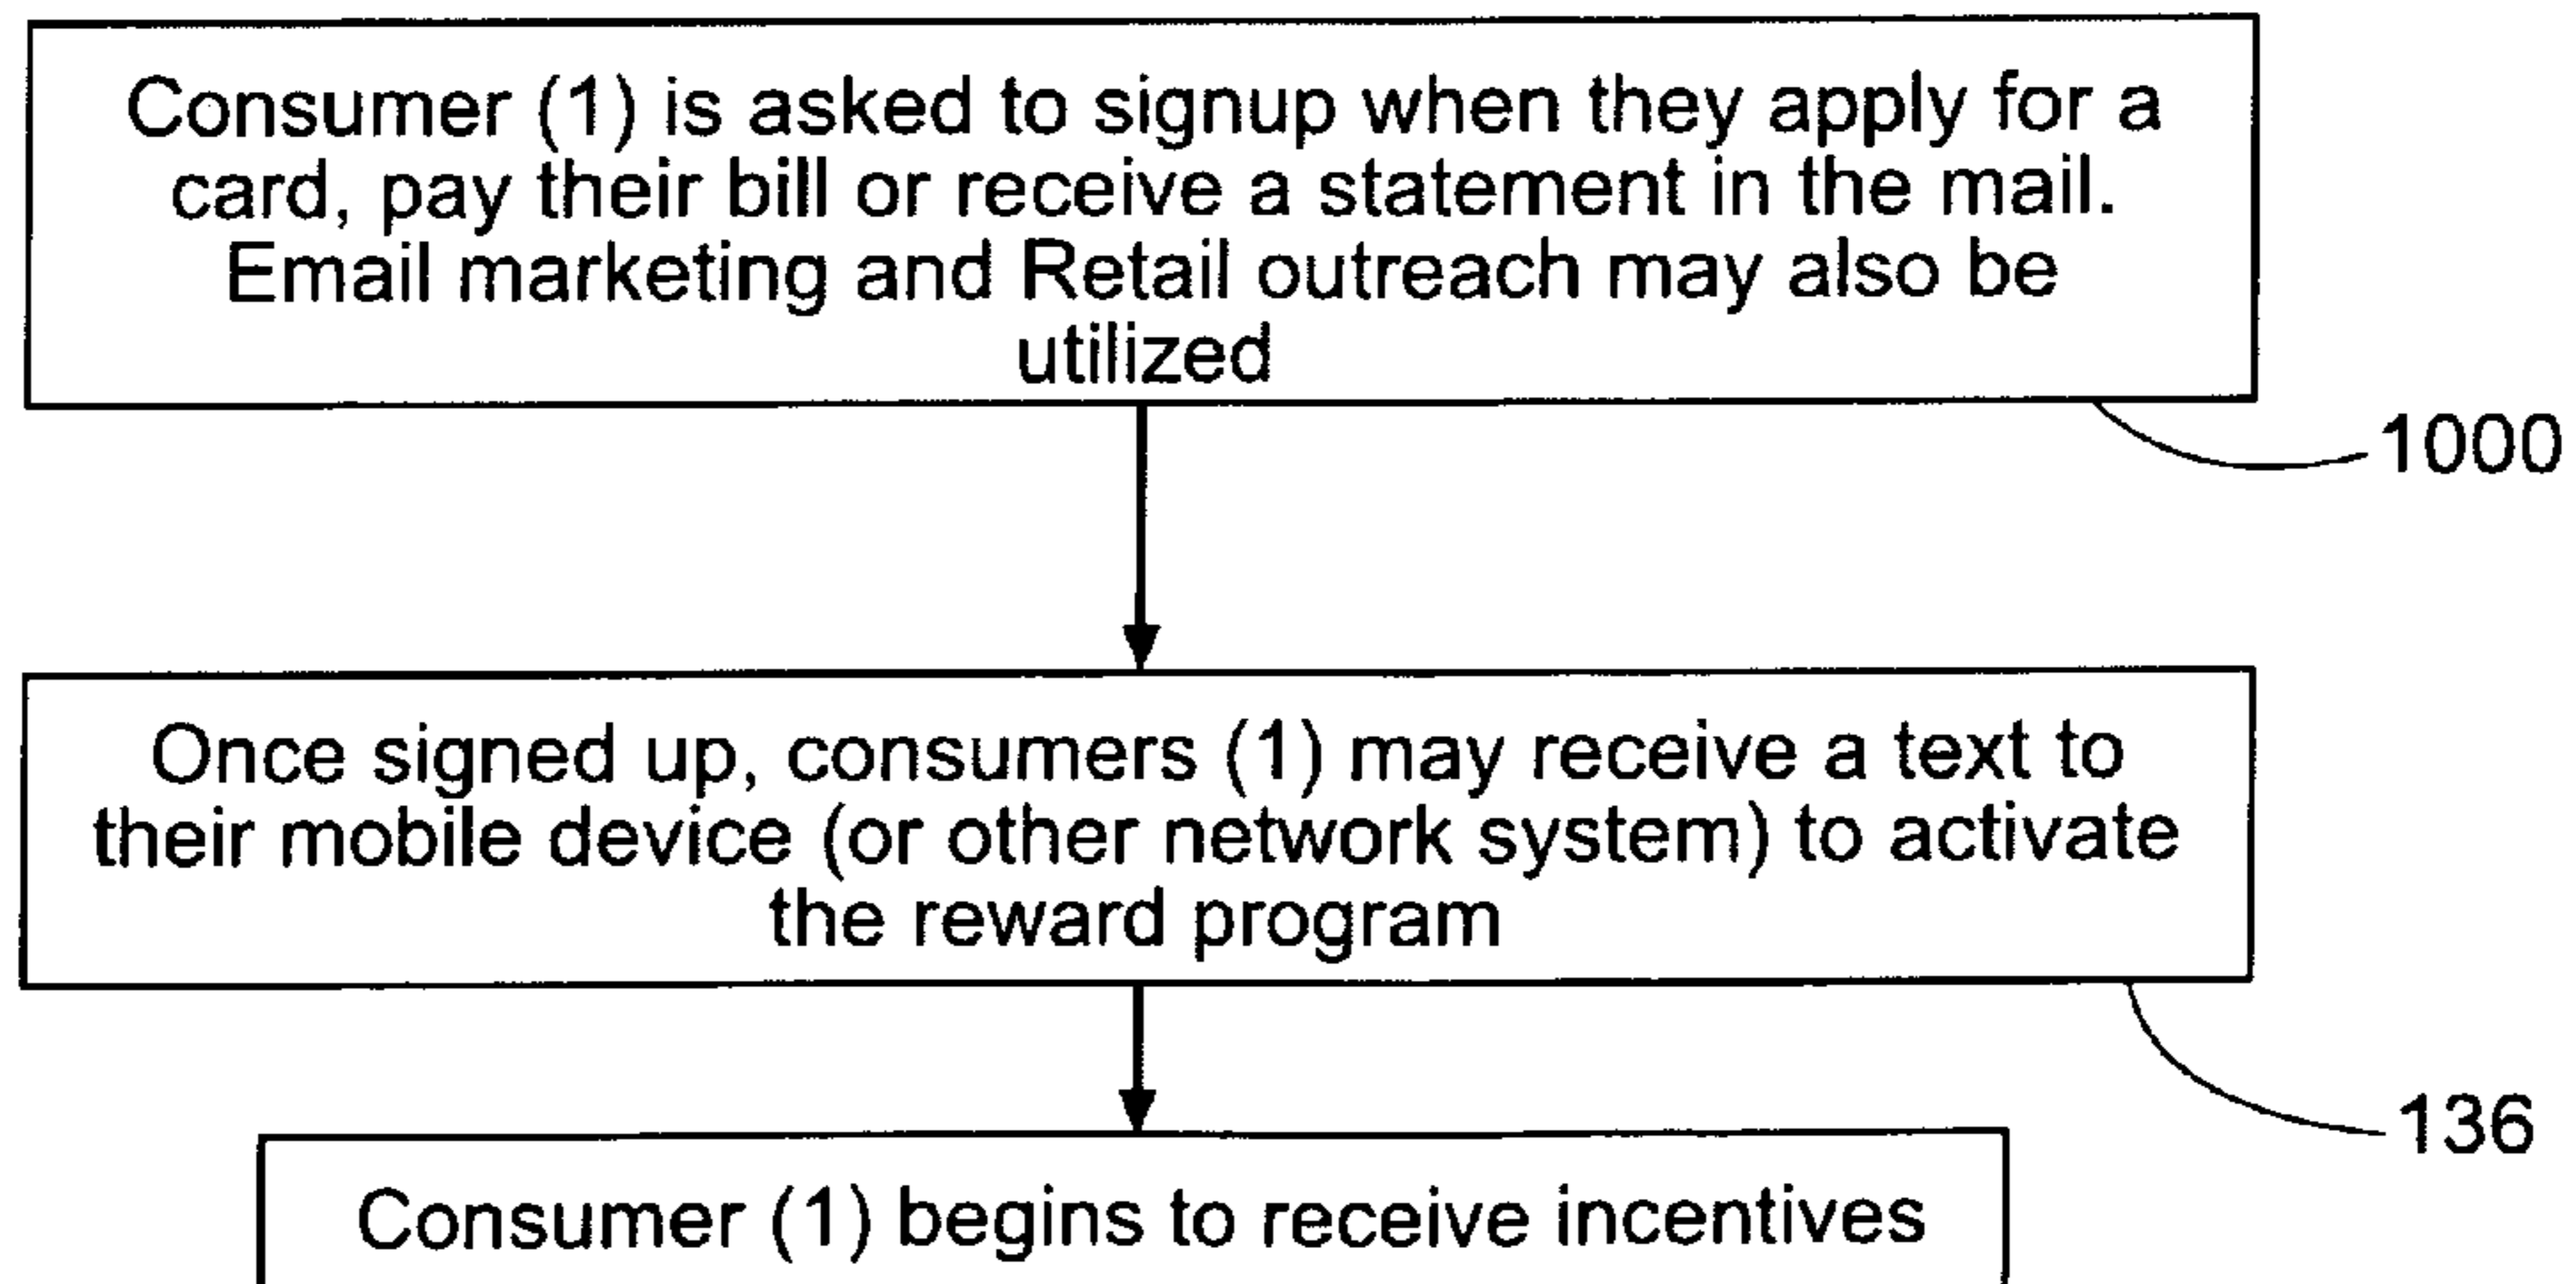 Consumer (1) is asked to signup when they apply for a
card, pay their bill or receive a statement in the mail.
Email marketing and Retail outreach may also be
utilized
1000
Once signed up, consumers (1) may receive a text to
their mobile device (or other network system) to activate
the reward program
136
Consumer (1) begins to receive incentives